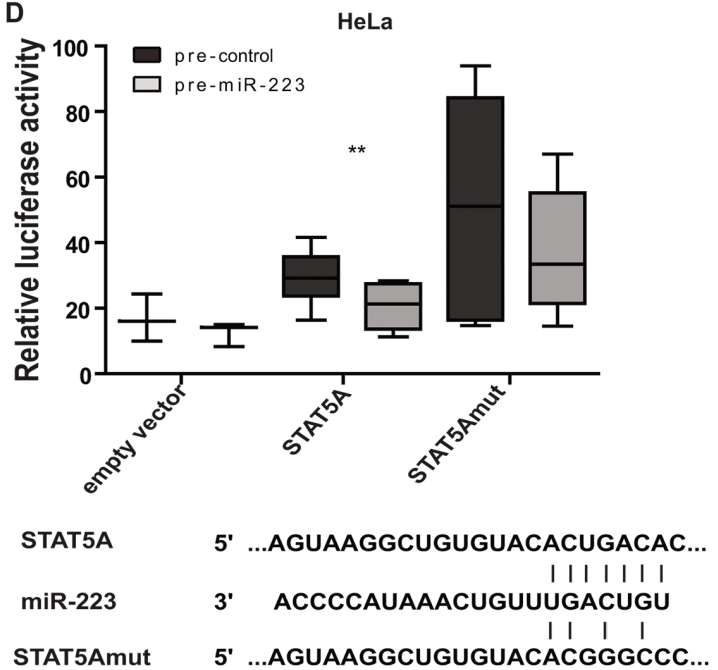 D
HeLa
Relative luciferase activity
100
80
60
40
20
0
pre-control
pre-miR-223
**
empty vector
STAT5A
STAT5Amut
STAT5A 5' ...AGUAAGGCUGUGUACACUGACAC...
miR-223 3' ACCCCAUAAACUGUUUGACUGU
STAT5Amut 5' ...AGUAAGGCUGUGUACACGGGCCC...